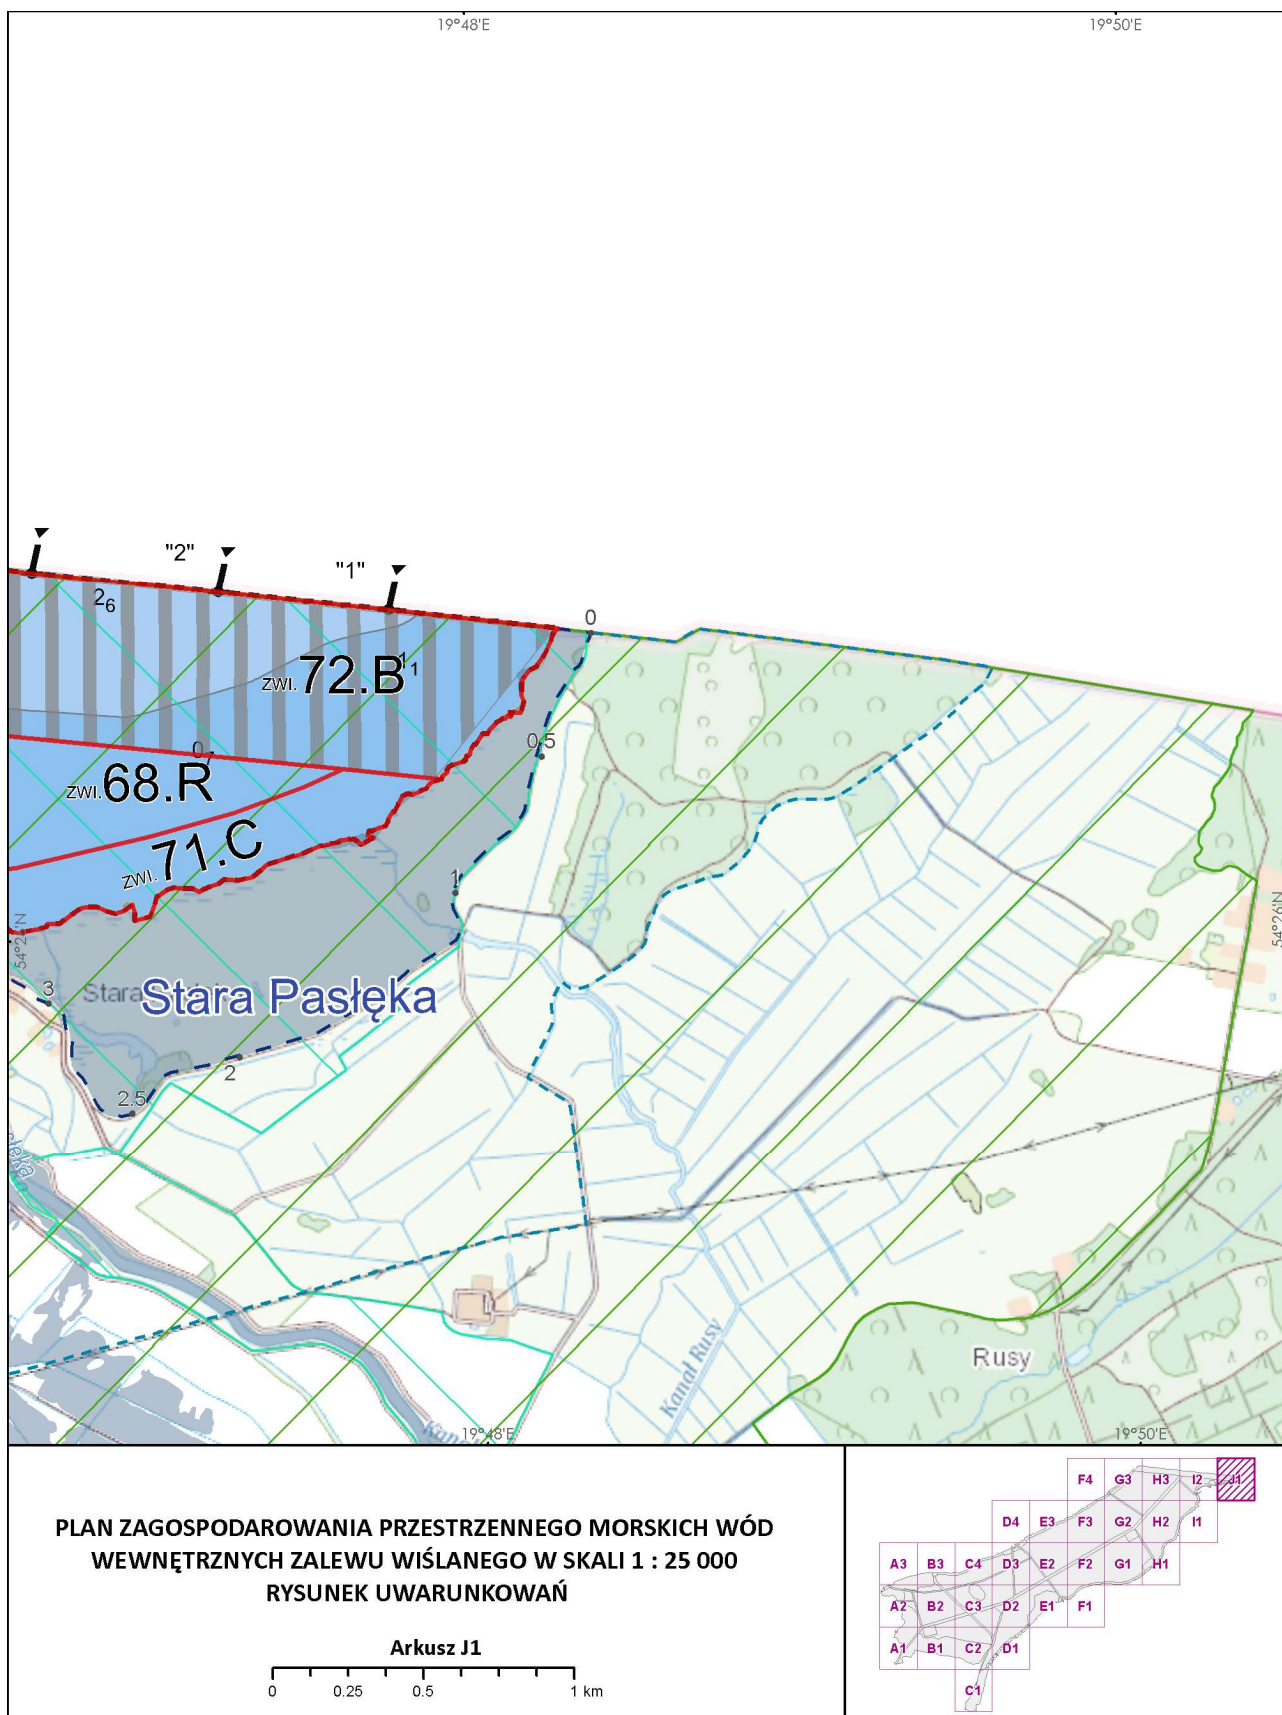 19°48'E
19°50'E
"2"
"1"
2 6
0
ZWI. 72.B
1 1
0 7
0.5
ZWI. 68.R
ZWI. 71.C
1
54°26'N
54°26'N
3
Stara Pasłęka
2
2.5
Rusy
Kanał Rusy
19°48'E
19°50'E
PLAN ZAGOSPODAROWANIA PRZESTRZENNEGO MORSKICH WÓD
WEWNĘTRZNYCH ZALEWU WIŚLANEGO W SKALI 1 : 25 000
RYSUNEK UWARUNKOWAŃ
Arkusz J1
0 0.25 0.5 1 km
F4 G3 H3 I2 J1
D4 E3 F3 G2 H2 I1
A3 B3 C4 D3 E2 F2 G1 H1
A2 B2 C3 D2 E1 F1
A1 B1 C2 D1
C1